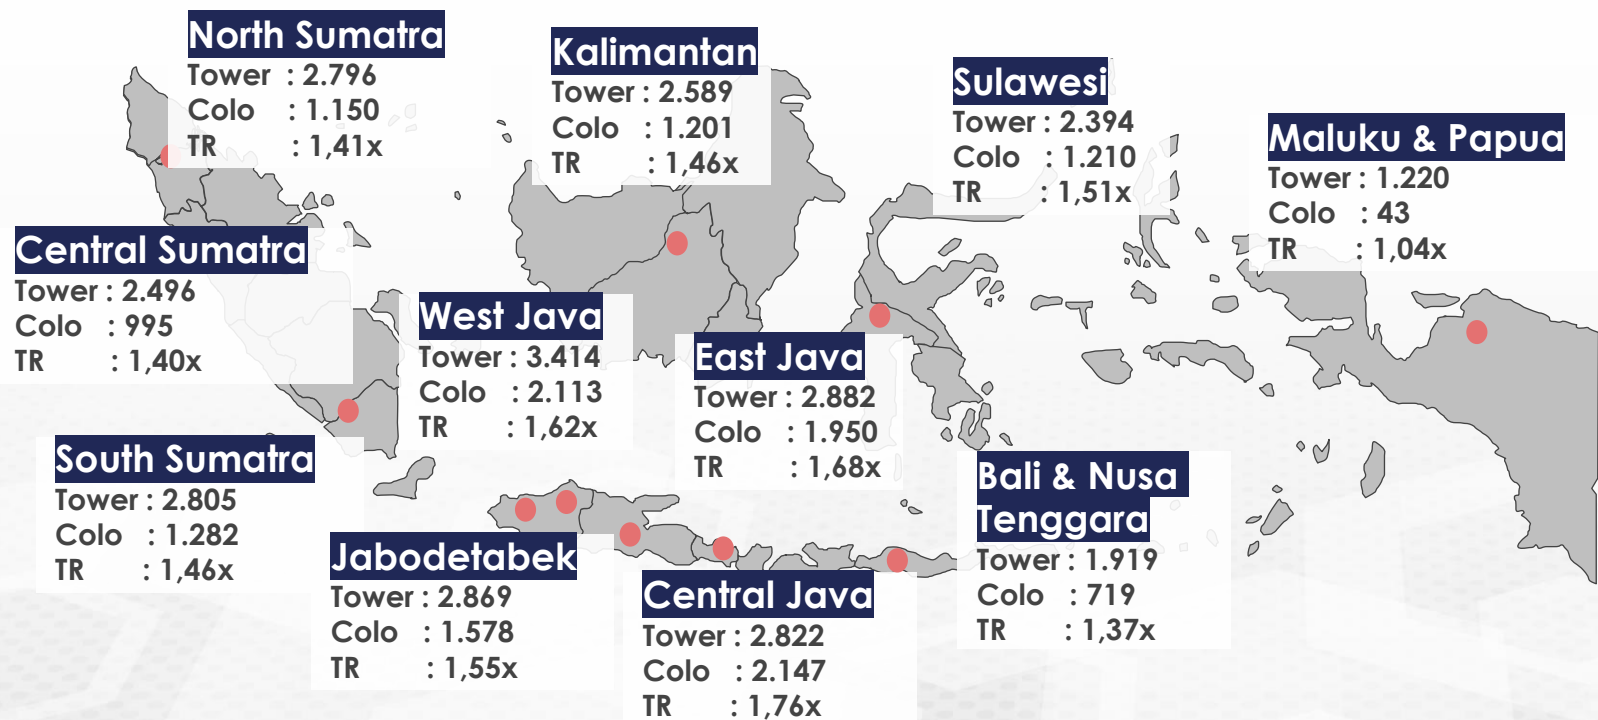 North Sumatra
Tower : 2.796
Colo : 1.150
TR : 1,41x
Kalimantan
Tower : 2.589
Colo : 1.201
TR : 1,46x
Sulawesi
Tower : 2.394
Colo : 1.210
TR : 1,51x
Maluku & Papua
Tower : 1.220
Colo : 43
TR : 1,04x
Central Sumatra
Tower : 2.496
Colo : 995
TR : 1,40x
West Java
Tower : 3.414
Colo : 2.113
TR : 1,62x
East Java
Tower : 2.882
Colo : 1.950
TR : 1,68x
South Sumatra
Tower : 2.805
Colo : 1.282
TR : 1,46x
Jabodetabek
Tower : 2.869
Colo : 1.578
TR : 1,55x
Central Java
Tower : 2.822
Colo : 2.147
TR : 1,76x
Bali & Nusa
Tenggara
Tower : 1.919
Colo : 719
TR : 1,37x